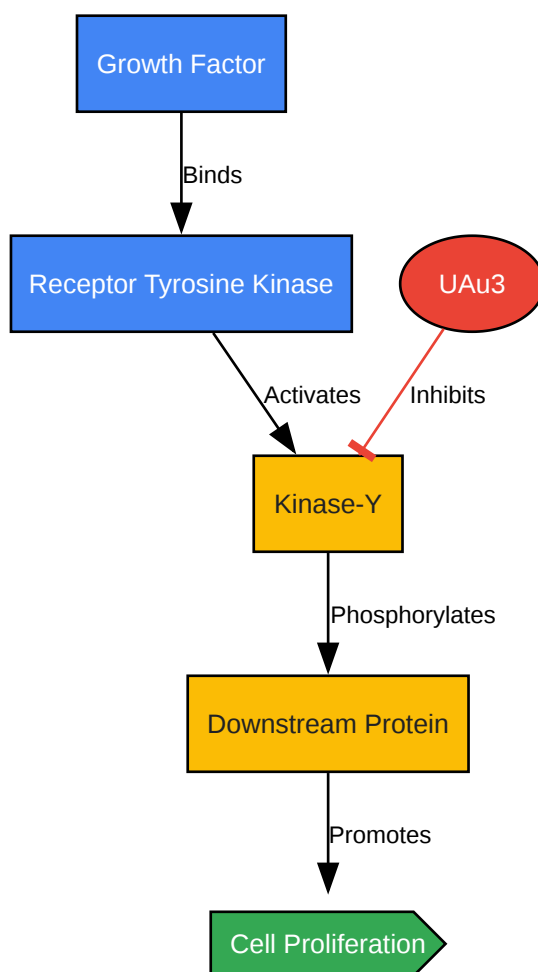 Growth Factor
Binds
Receptor Tyrosine Kinase
UAu3
Activates
Inhibits
Kinase-Y
Phosphorylates
Downstream Protein
Promotes
Cell Proliferation